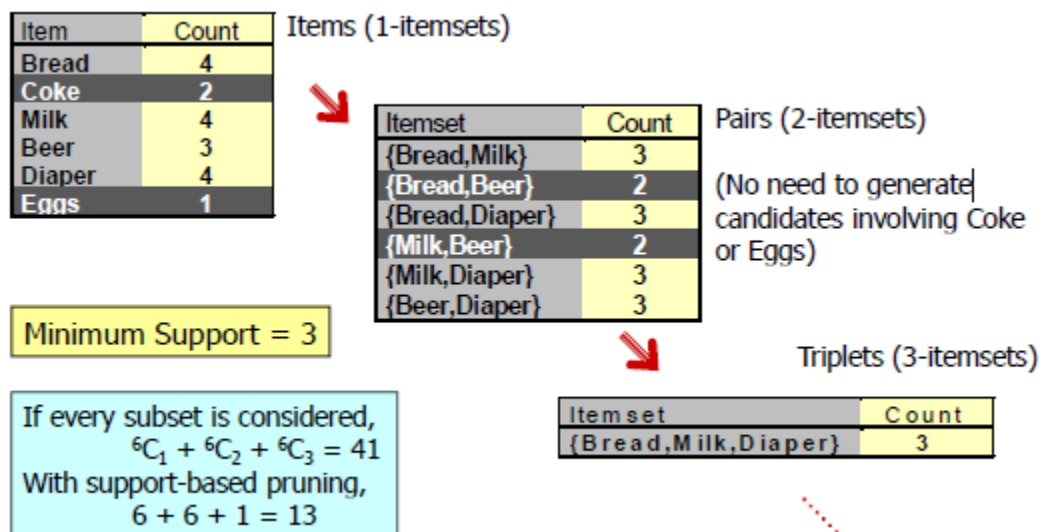 Item Count
Bread 4
Coke 2
Milk 4
Beer 3
Diaper 4
Eggs 1
Items (1-itemsets)
Itemset Count
{Bread,Milk} 3
{Bread,Beer} 2
{Bread,Diaper} 3
{Milk,Beer} 2
{Milk,Diaper} 3
{Beer,Diaper} 3
Pairs (2-itemsets)
(No need to generate
candidates involving Coke
or Eggs)
Minimum Support = 3
Triplets (3-itemsets)
Itemset Count
{Bread,Milk,Diaper} 3
If every subset is considered,
⁶C₁ + ⁶C₂ + ⁶C₃ = 41
With support-based pruning,
6 + 6 + 1 = 13